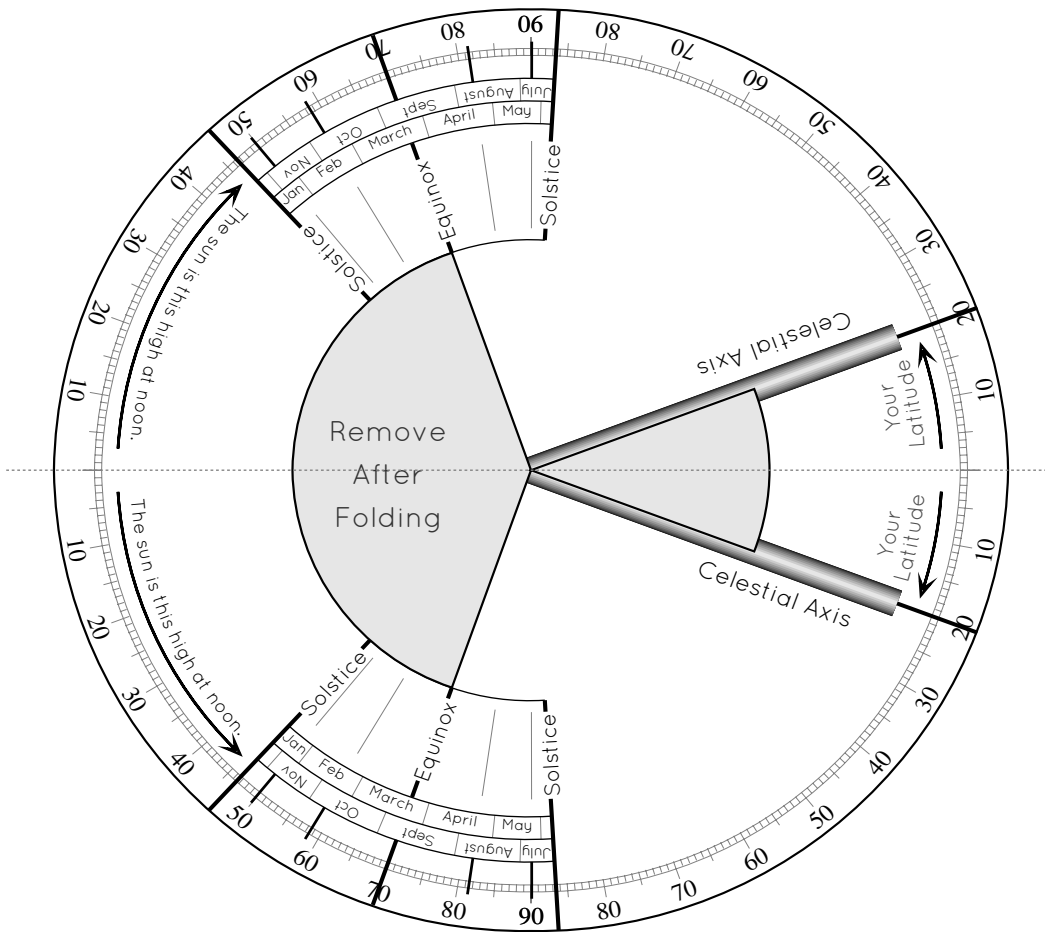 50
60
70
80
90
80
70
60
50
40
30
20
10
40
30
20
10
Nov
Oct
Sept
August
July
Jan
Feb
March
April
May
Solstice
Equinox
Solstice
The sun is this high at noon.
Celestial Axis
Your
Latitude
Remove
After
Folding
The sun is this high at noon.
Celestial Axis
Your
Latitude
Solstice
Equinox
Solstice
Jan
Feb
March
April
May
Nov
Oct
Sept
August
July
10
20
30
40
50
60
70
80
90
80
70
60
50
40
30
20
10